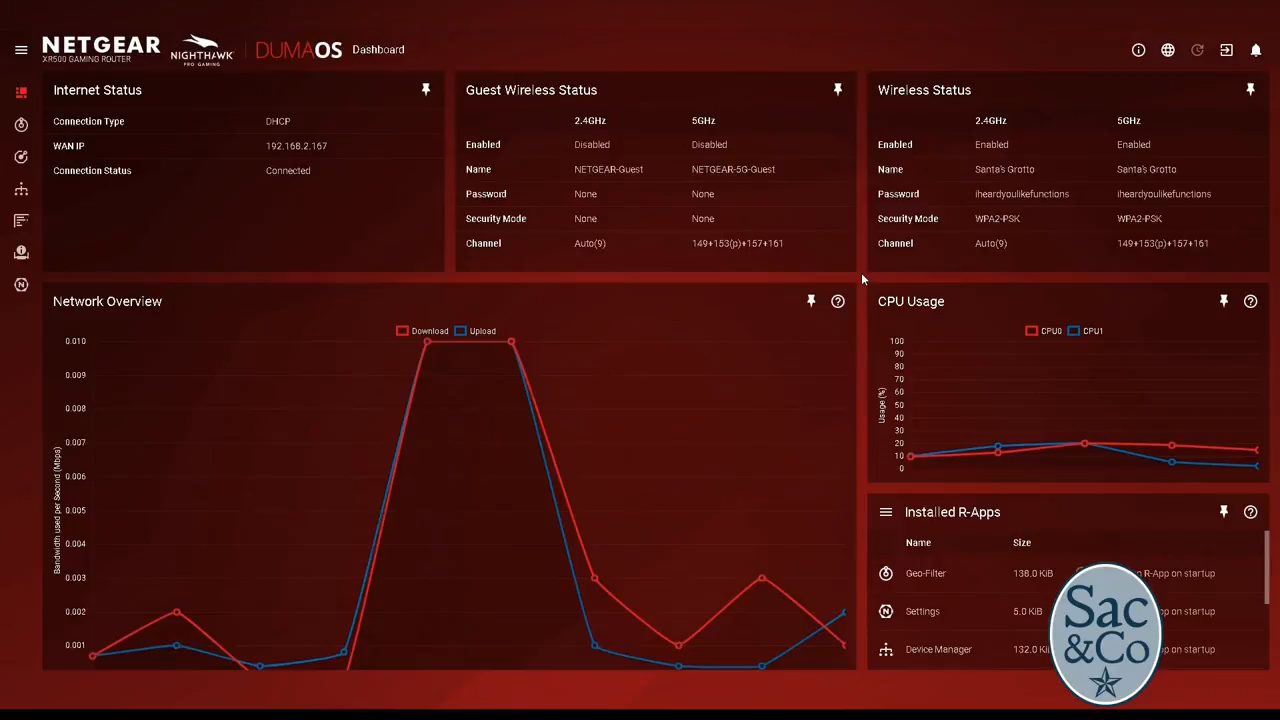 NETGEAR
XR500 GAMING ROUTER
NIGHTHAWK
PRO GAMING
DUMAOS Dashboard
Internet Status
Connection Type DHCP
WAN IP 192.168.2.167
Connection Status Connected
Guest Wireless Status
2.4GHz 5GHz
Enabled Disabled Disabled
Name NETGEAR-Guest NETGEAR-5G-Guest
Password None None
Security Mode None None
Channel Auto(9) 149+153(p)+157+161
Wireless Status
2.4GHz 5GHz
Enabled Enabled Enabled
Name Santa's Grotto Santa's Grotto
Password iheardyoulikefunctions iheardyoulikefunctions
Security Mode WPA2-PSK WPA2-PSK
Channel Auto(9) 149+153(p)+157+161
Network Overview
Download Upload
Bandwidth used per Second (Mbps)
0.010
0.009
0.008
0.007
0.006
0.005
0.004
0.003
0.002
0.001
CPU Usage
CPU0 CPU1
Usage (%)
100
90
80
70
60
50
40
30
20
10
0
Installed R-Apps
Name Size
Geo-Filter 138.0 KiB R-App on startup
Settings 5.0 KiB on startup
Device Manager 132.0 on startup
Sac
&Co